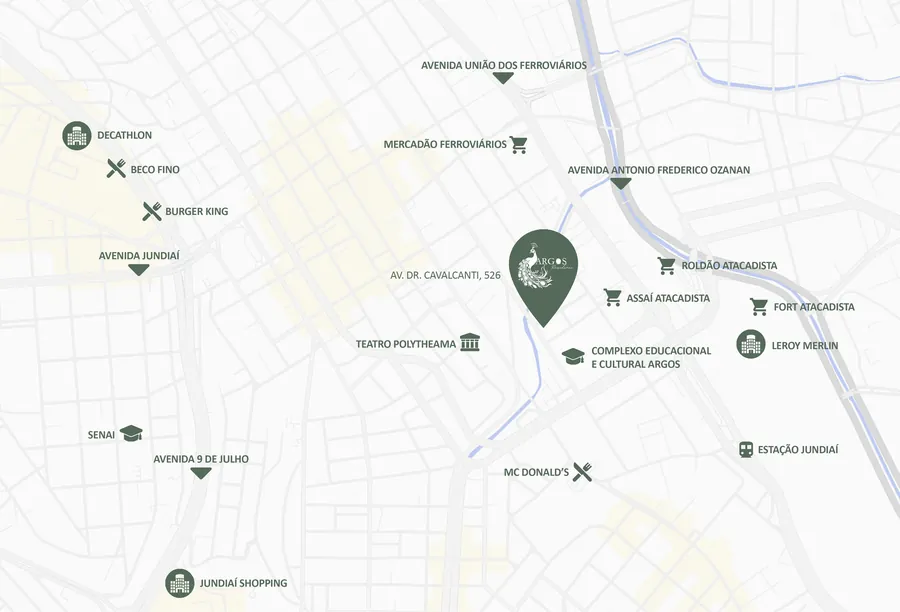 AVENIDA UNIÃO DOS FERROVIÁRIOS
DECATHLON
MERCADÃO FERROVIÁRIOS
BECO FINO
AVENIDA ANTONIO FREDERICO OZANAN
BURGER KING
AVENIDA JUNDIAÍ
ARGOS
ROLDÃO ATACADISTA
AV. DR. CAVALCANTI, 526
ASSAÍ ATACADISTA
FORT ATACADISTA
TEATRO POLYTHEAMA
LEROY MERLIN
COMPLEXO EDUCACIONAL
E CULTURAL ARGOS
SENAI
ESTAÇÃO JUNDIAÍ
AVENIDA 9 DE JULHO
MC DONALD'S
JUNDIAÍ SHOPPING